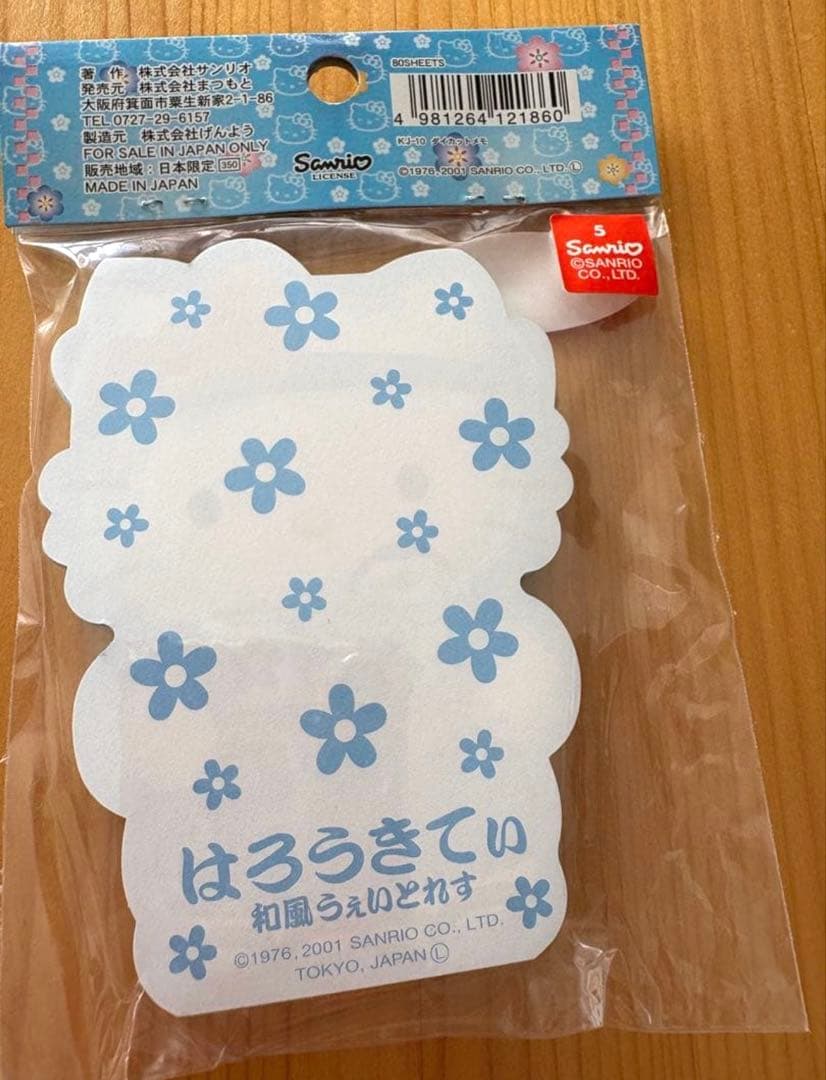 著 作 株式会社サンリオ
発売元 株式会社まつもと
大阪府箕面市粟生新家2-1-86
TEL 0727-29-6157
製造元 株式会社げんよう
FOR SALE IN JAPAN ONLY
販売地域:日本限定 350
MADE IN JAPAN
Sanrio
LICENSE
80SHEETS
4 981264 121860
KJ-10 ダイカットメモ
©1976, 2001 SANRIO CO., LTD. Ⓛ
5
Sanrio
©SANRIO
CO., LTD.
はろうきてぃ
和風うぇいとれす
©1976, 2001 SANRIO CO., LTD.
TOKYO, JAPAN Ⓛ